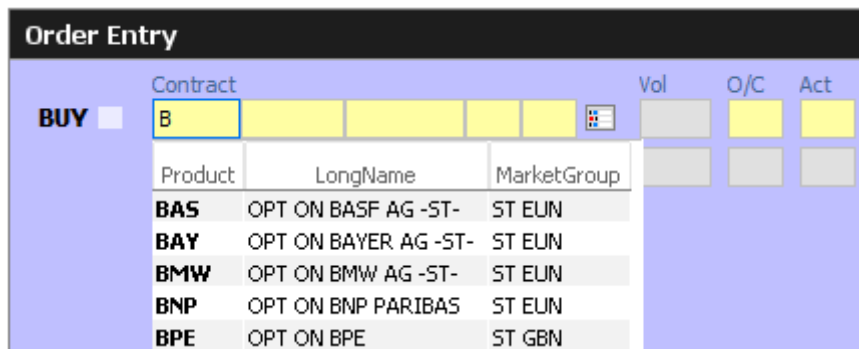 Order Entry
Contract Vol O/C Act
BUY B
Product LongName MarketGroup
BAS OPT ON BASF AG -ST- ST EUN
BAY OPT ON BAYER AG -ST- ST EUN
BMW OPT ON BMW AG -ST- ST EUN
BNP OPT ON BNP PARIBAS ST EUN
BPE OPT ON BPE ST GBN